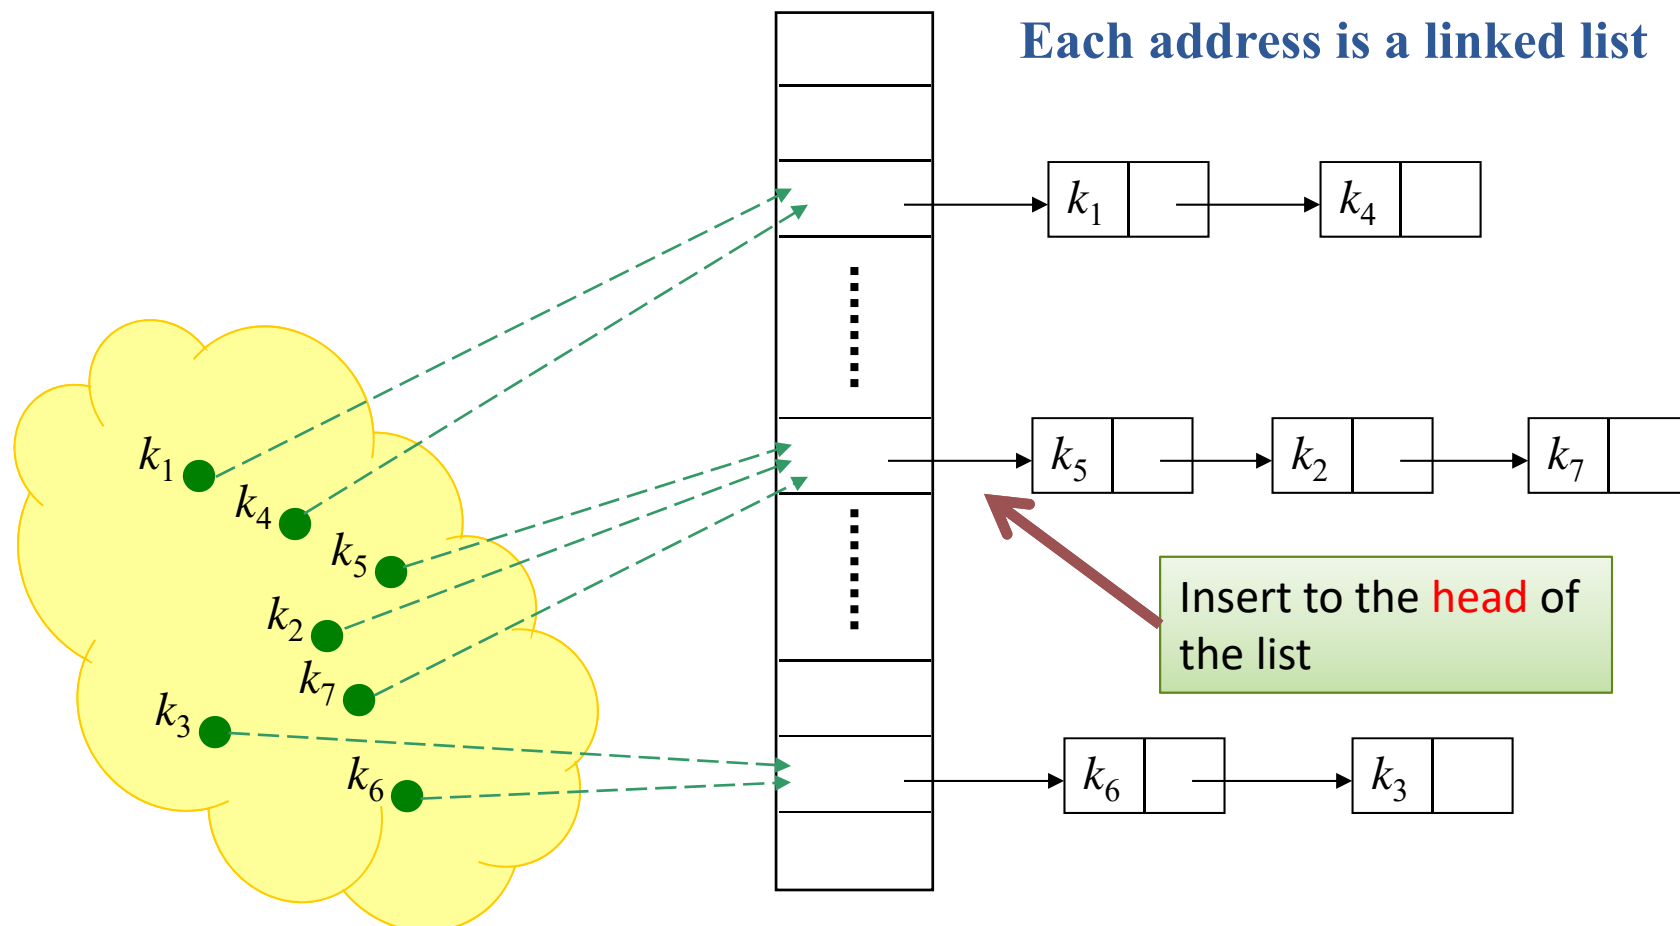 Each address is a linked list
k₁ k₄
k₁
k₄
k₅ k₂ k₇
k₅
k₂
Insert to the head of
the list
k₇
k₃
k₆
k₆ k₃